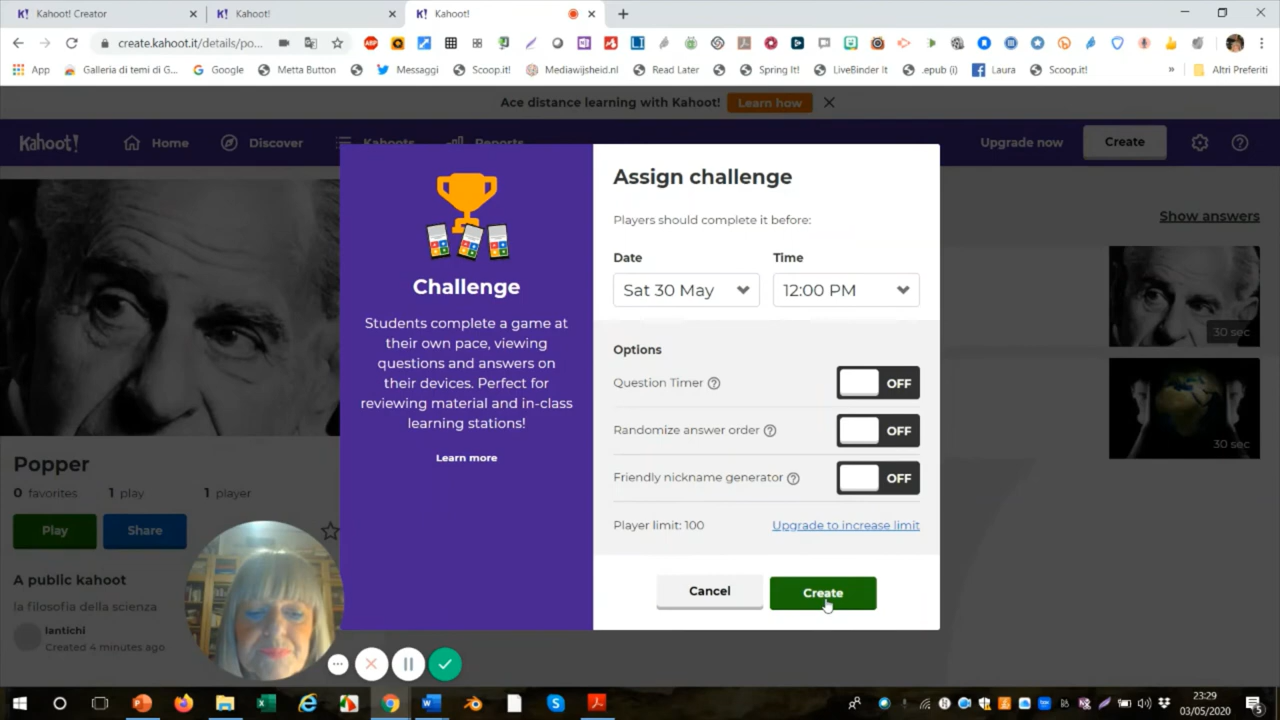 Kahoot! Creator
Kahoot!
Kahoot!
create.kahoot.it/details/po...
App
Galleria di temi di G...
Google
Metta Button
Messaggi
Scoop.it!
Mediawijsheid.nl
Read Later
Spring It!
LiveBinder It
.epub (i)
Laura
Scoop.it!
»
Altri Preferiti
Ace distance learning with Kahoot!
Learn how
Kahoot!
Home
Discover
Kahoots
Reports
Upgrade now
Create
Show answers
30 sec
30 sec
Popper
0 favorites
1 play
1 player
Play
Share
A public kahoot
la filosofia della scienza
lantichi
Created 4 minutes ago
Challenge
Students complete a game at
their own pace, viewing
questions and answers on
their devices. Perfect for
reviewing material and in-class
learning stations!
Learn more
Assign challenge
Players should complete it before:
Date
Time
Sat 30 May
12:00 PM
Options
Question Timer
OFF
Randomize answer order
OFF
Friendly nickname generator
OFF
Player limit: 100
Upgrade to increase limit
Cancel
Create
23:29
03/05/2020